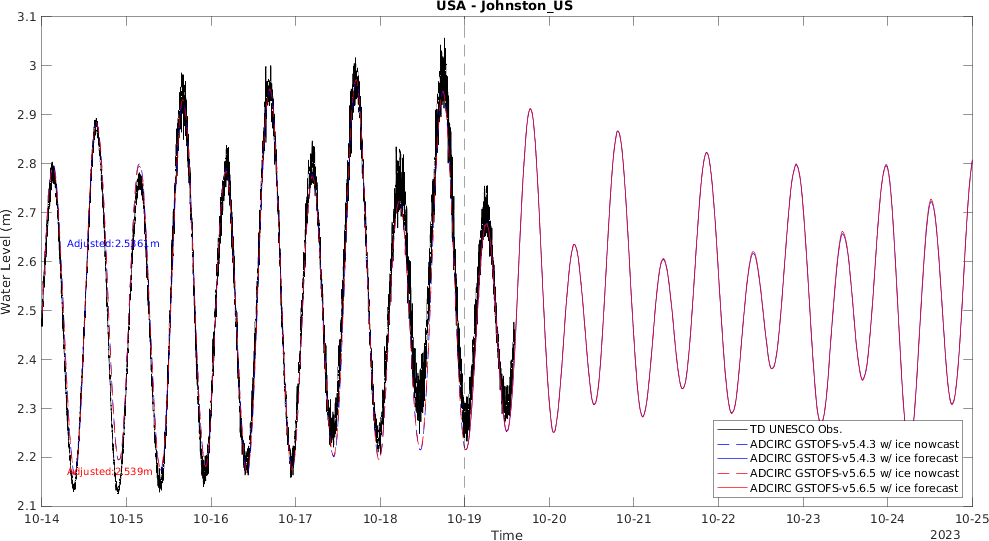 USA - Johnston_US
3.1
3
2.9
2.8
2.7
2.6
2.5
2.4
2.3
2.2
2.1
Water Level (m)
Adjusted:2.5361m
Adjusted:2.539m
TD UNESCO Obs.
ADCIRC GSTOFS-v5.4.3 w/ ice nowcast
ADCIRC GSTOFS-v5.4.3 w/ ice forecast
ADCIRC GSTOFS-v5.6.5 w/ ice nowcast
ADCIRC GSTOFS-v5.6.5 w/ ice forecast
10-14 10-15 10-16 10-17 10-18 10-19 10-20 10-21 10-22 10-23 10-24 10-25
Time
2023